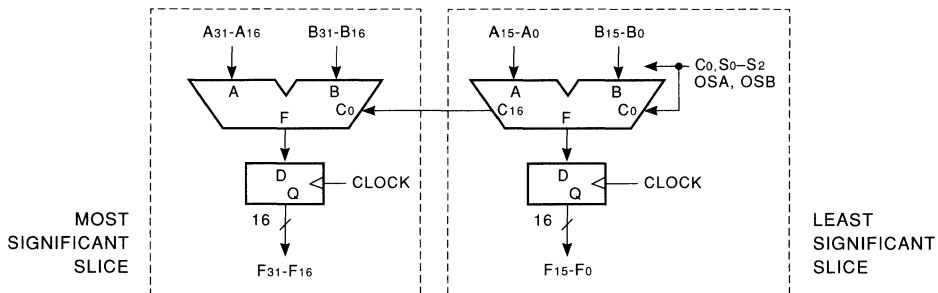 A31-A16 B31-B16 A15-A0 B15-B0
C0,S0–S2
OSA, OSB
A B A B
C0 C16 C0
F F
D D
Q CLOCK Q CLOCK
16 16
MOST
SIGNIFICANT
SLICE
LEAST
SIGNIFICANT
SLICE
F31-F16 F15-F0